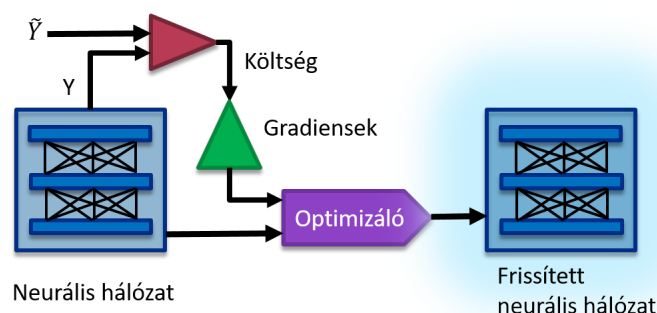 Ỹ
Y
Költség
Gradiensek
Optimizáló
Neurális hálózat
Frissített
neurális hálózat